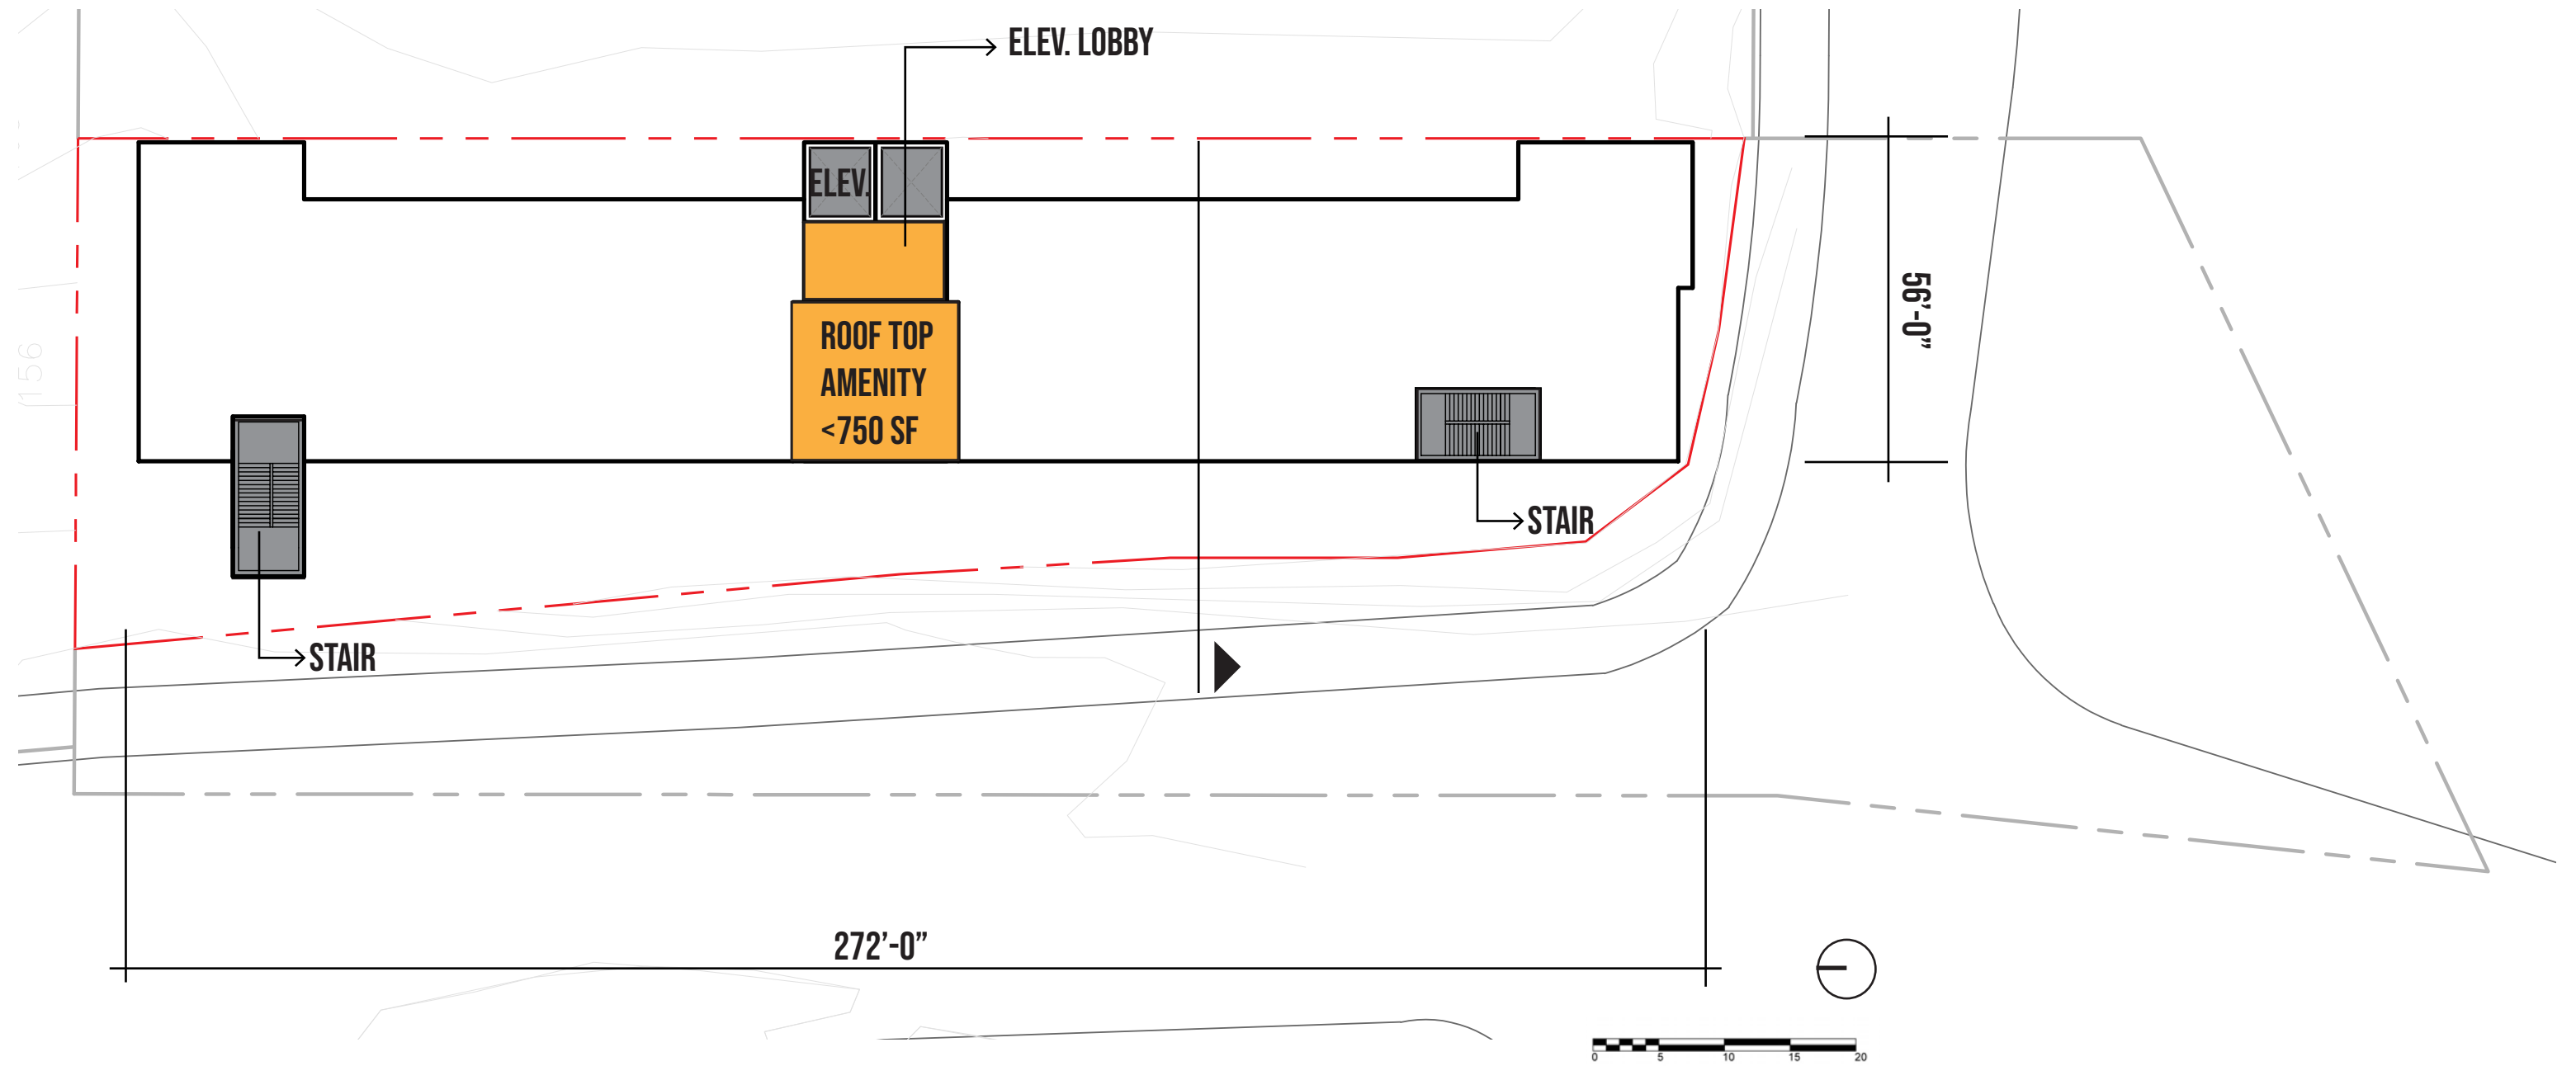 ELEV. LOBBY
ELEV.
ROOF TOP
AMENITY
<750 SF
56'-0"
156
STAIR
STAIR
272'-0"
0 5 10 15 20